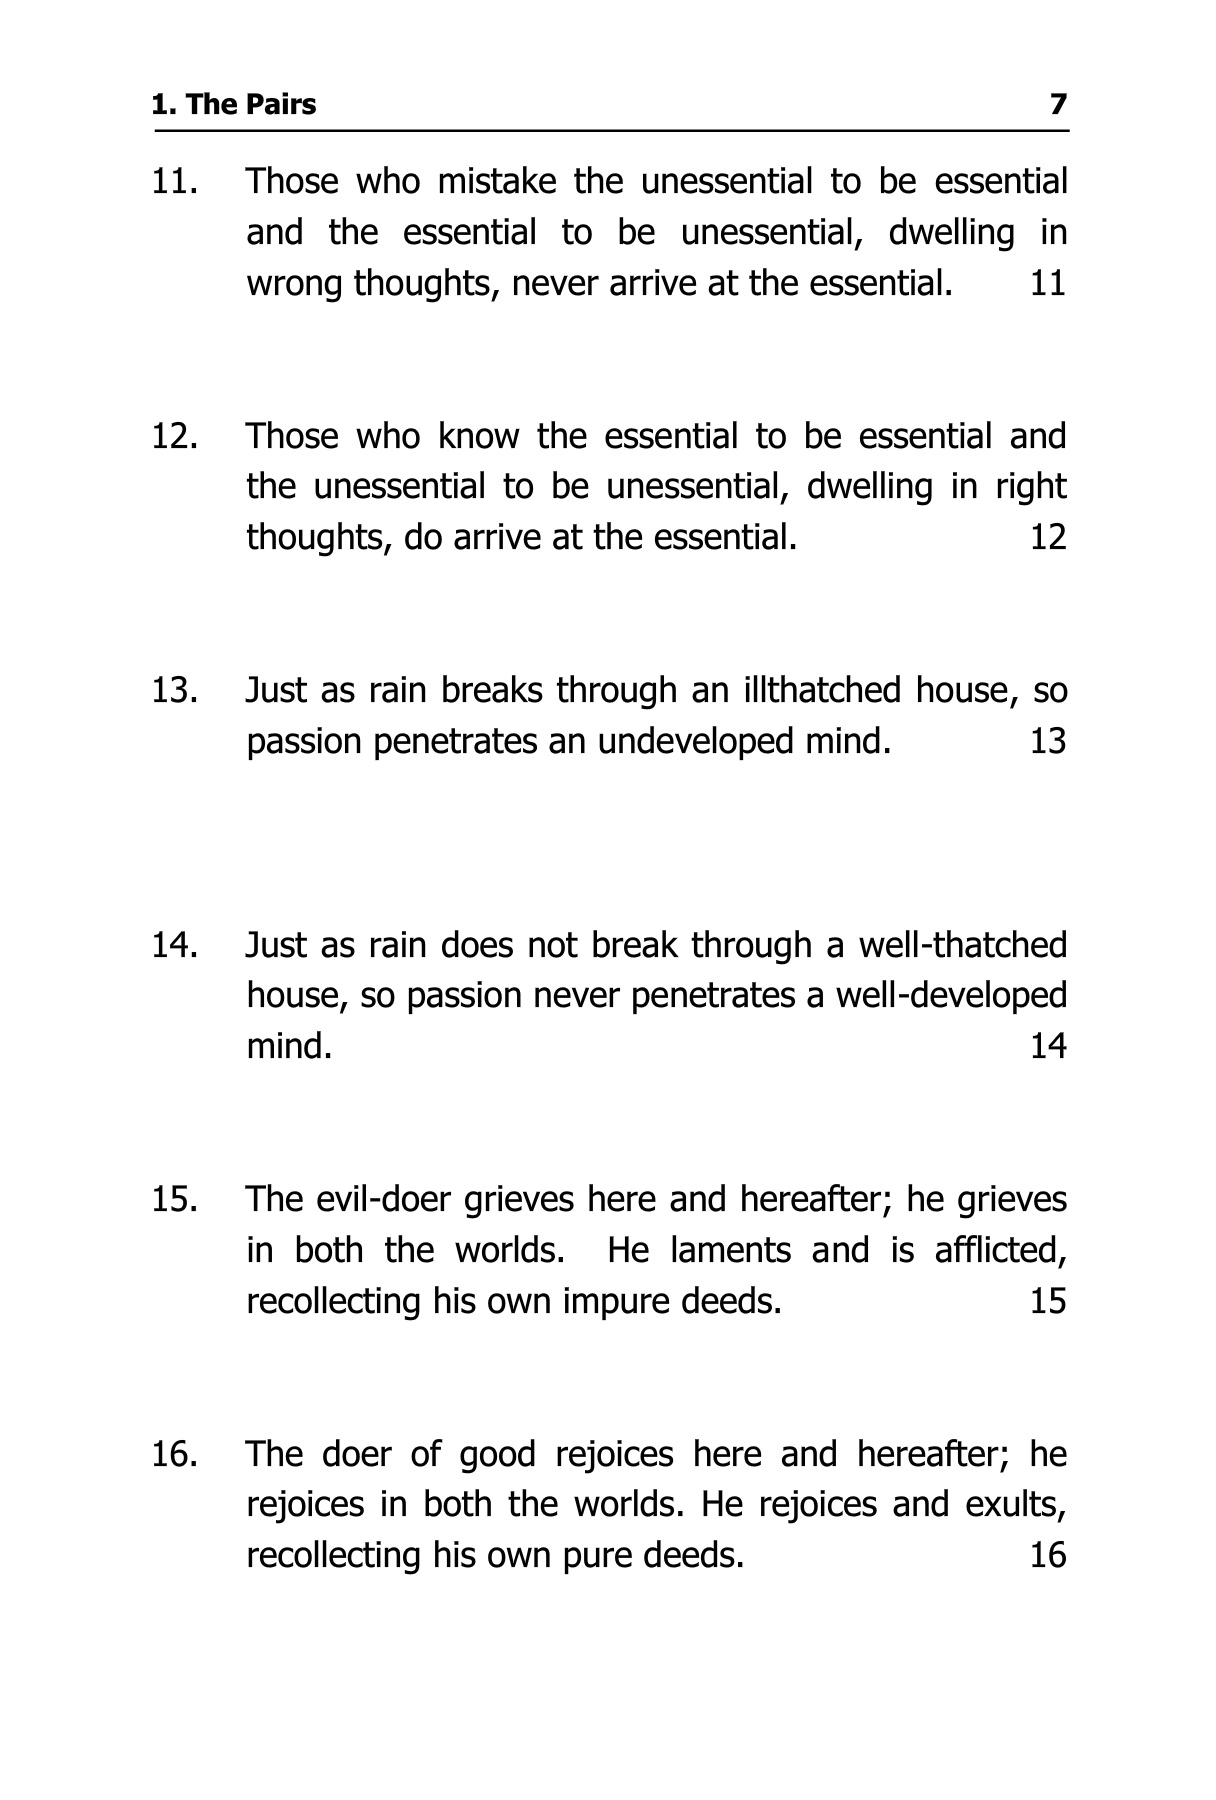 1. The Pairs 7
11. Those who mistake the unessential to be essential
and the essential to be unessential, dwelling in
wrong thoughts, never arrive at the essential. 11
12. Those who know the essential to be essential and
the unessential to be unessential, dwelling in right
thoughts, do arrive at the essential. 12
13. Just as rain breaks through an illthatched house, so
passion penetrates an undeveloped mind. 13
14. Just as rain does not break through a well-thatched
house, so passion never penetrates a well-developed
mind. 14
15. The evil-doer grieves here and hereafter; he grieves
in both the worlds. He laments and is afflicted,
recollecting his own impure deeds. 15
16. The doer of good rejoices here and hereafter; he
rejoices in both the worlds. He rejoices and exults,
recollecting his own pure deeds. 16